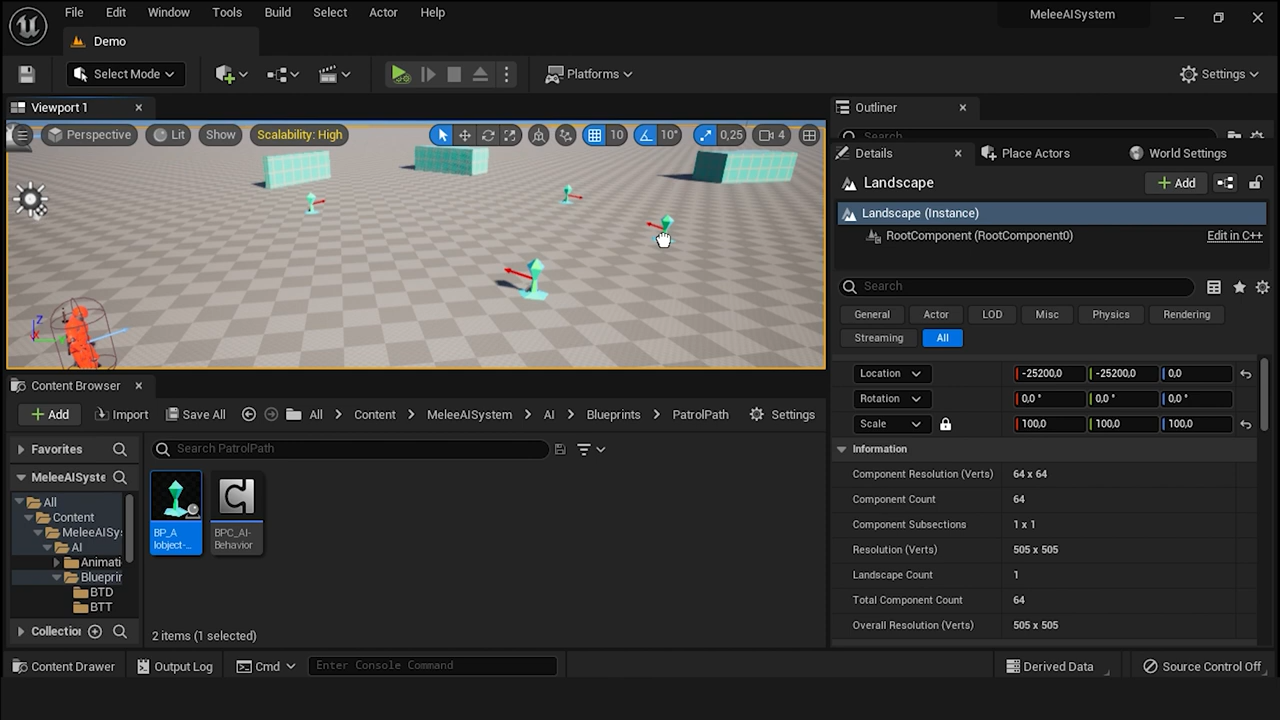 File Edit Window Tools Build Select Actor Help
MeleeAISystem
Demo
Select Mode
Platforms
Settings
Viewport 1
Outliner
Perspective Lit Show Scalability: High 10 10° 0,25 4
Search
Details Place Actors World Settings
Landscape
Add
Landscape (Instance)
RootComponent (RootComponent0) Edit in C++
Search
General Actor LOD Misc Physics Rendering
Streaming All
Location -25200,0 -25200,0 0,0
Rotation 0,0 ° 0,0 ° 0,0 °
Scale 100,0 100,0 100,0
Information
Component Resolution (Verts) 64 x 64
Component Count 64
Component Subsections 1 x 1
Resolution (Verts) 505 x 505
Landscape Count 1
Total Component Count 64
Overall Resolution (Verts) 505 x 505
Content Browser
Add Import Save All All Content MeleeAISystem AI Blueprints PatrolPath Settings
Favorites
Search PatrolPath
MeleeAISyste
All
Content
MeleeAISy
AI
Animati
Blueprir
BTD
BTT
Collection
BP_A
Iobject-...
BPC_AI-
Behavior
2 items (1 selected)
Content Drawer Output Log Cmd Enter Console Command Derived Data Source Control Off